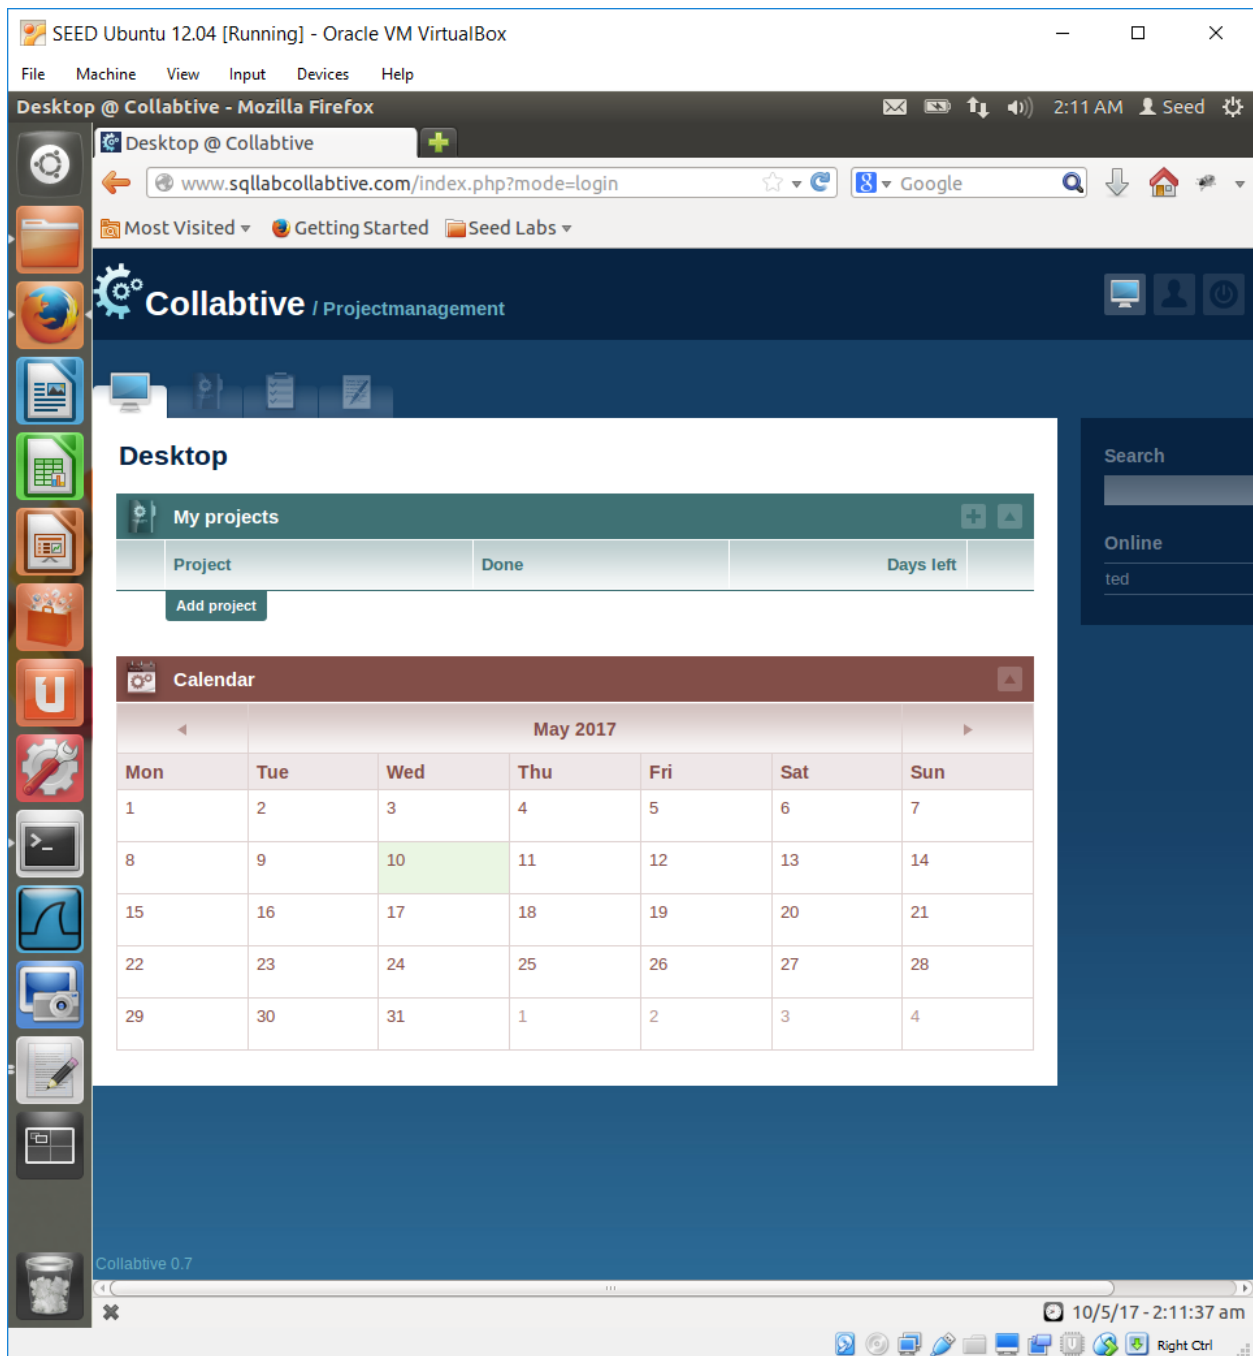 SEED Ubuntu 12.04 [Running] - Oracle VM VirtualBox
File Machine View Input Devices Help
Desktop @ Collabtive - Mozilla Firefox 2:11 AM Seed
Desktop @ Collabtive
www.sqllabcollabtive.com/index.php?mode=login 8 Google
Most Visited Getting Started Seed Labs
Collabtive / Projectmanagement
Desktop
Search
My projects
Online
Project Done Days left
ted
Add project
Calendar
May 2017
Mon Tue Wed Thu Fri Sat Sun
1 2 3 4 5 6 7
8 9 10 11 12 13 14
15 16 17 18 19 20 21
22 23 24 25 26 27 28
29 30 31 1 2 3 4
Collabtive 0.7
10/5/17 - 2:11:37 am
Right Ctrl